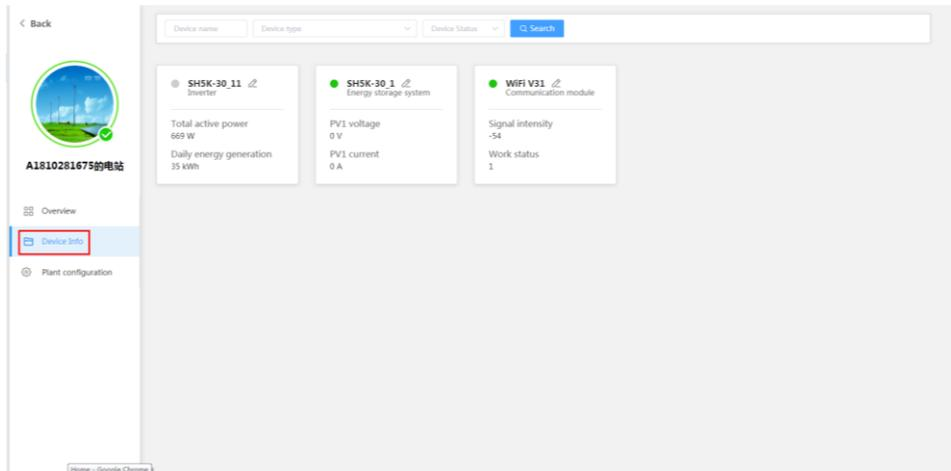 Back
Device name
Device type
Device Status
Search
A1810281675的电站
Overview
Device Info
Plant configuration
SH5K-30_11
Inverter
Total active power
669 W
Daily energy generation
35 kWh
SH5K-30_1
Energy storage system
PV1 voltage
0 V
PV1 current
0 A
WiFi V31
Communication module
Signal intensity
-54
Work status
1
Home - Google Chrome